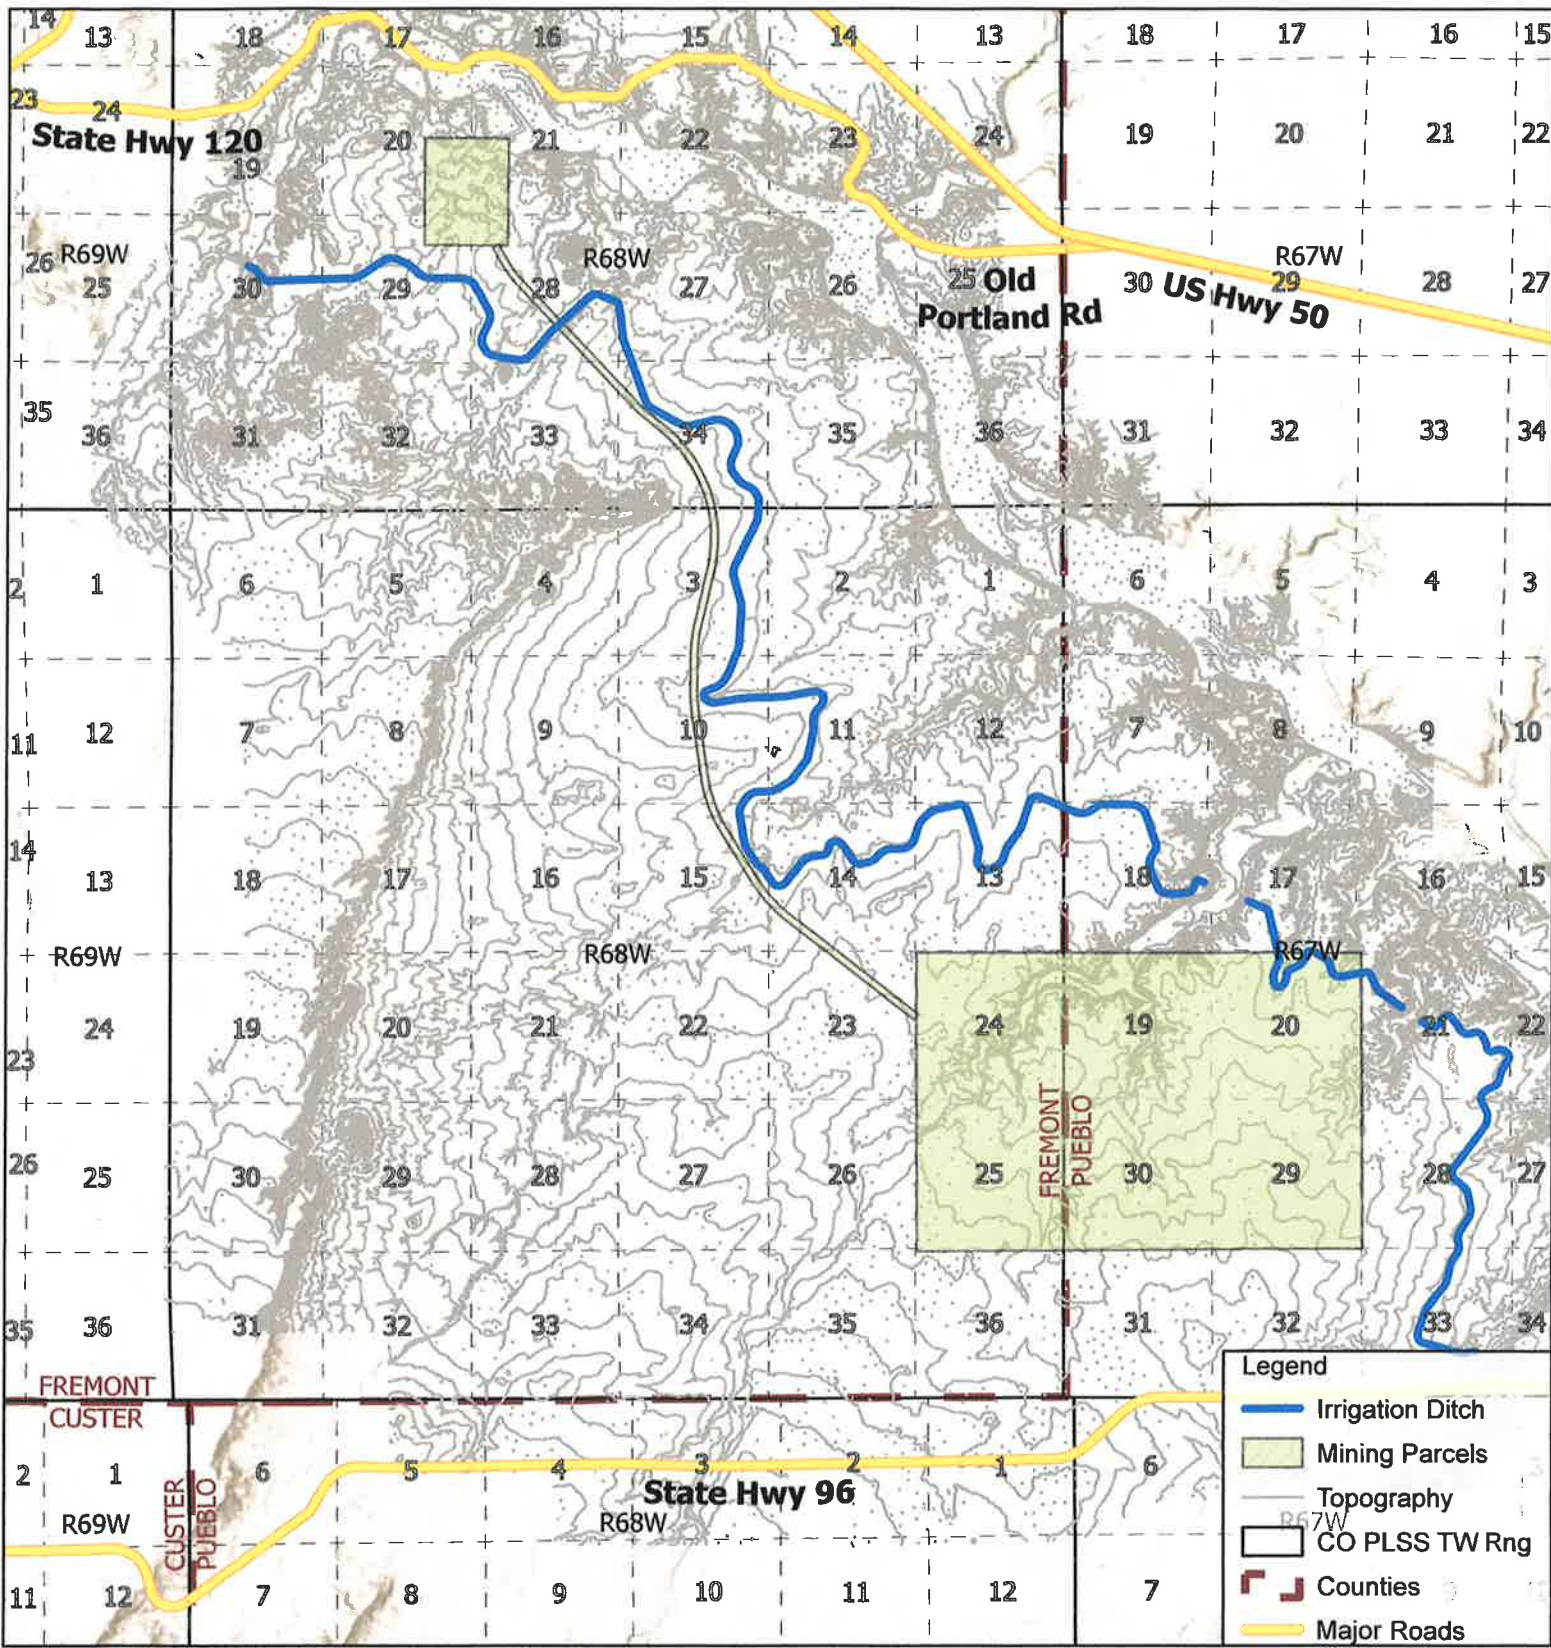 14 13 18 17 16 15 14 13 18 17 16 15
23 24 19 20 21 22 23 24 19 20 21 22
State Hwy 120
R69W R68W R67W
26 25 30 29 28 27 26 25 30 29 28 27
Old
Portland Rd
US Hwy 50
35 36 31 32 33 34 35 36 31 32 33 34
2 1 6 5 4 3 2 1 6 5 4 3
11 12 7 8 9 10 11 12 7 8 9 10
14 13 18 17 16 15 14 13 18 17 16 15
R69W R68W R67W
23 24 19 20 21 22 23 24 19 20 21 22
FREMONT
PUEBLO
26 25 30 29 28 27 26 25 30 29 28 27
35 36 31 32 33 34 35 36 31 32 33 34
FREMONT
CUSTER
2 1 6 5 4 3 2 1 6
State Hwy 96
CUSTER
PUEBLO
R69W R68W R67W
11 12 7 8 9 10 11 12 7
Legend
Irrigation Ditch
Mining Parcels
Topography
CO PLSS TW Rng
Counties
Major Roads